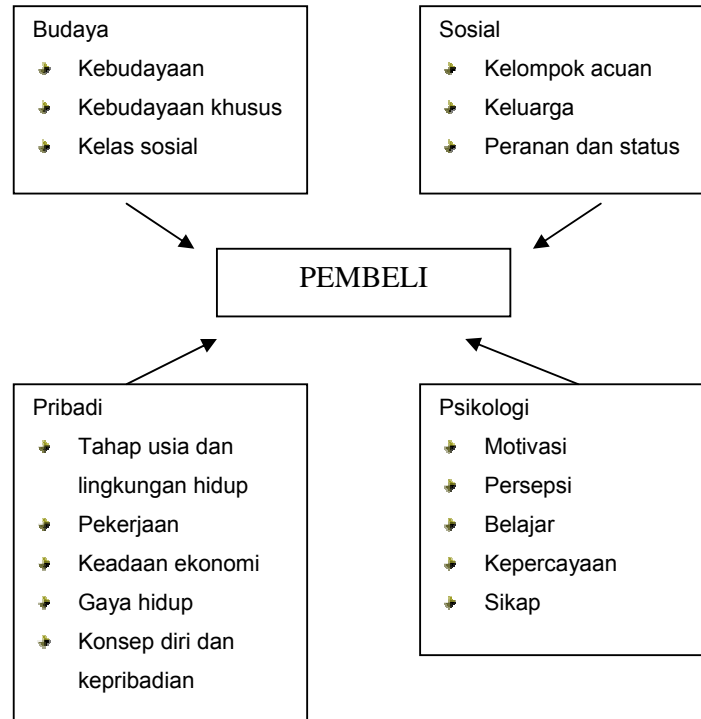 Budaya
Kebudayaan
Kebudayaan khusus
Kelas sosial
Sosial
Kelompok acuan
Keluarga
Peranan dan status
PEMBELI
Pribadi
Tahap usia dan
lingkungan hidup
Pekerjaan
Keadaan ekonomi
Gaya hidup
Konsep diri dan
kepribadian
Psikologi
Motivasi
Persepsi
Belajar
Kepercayaan
Sikap